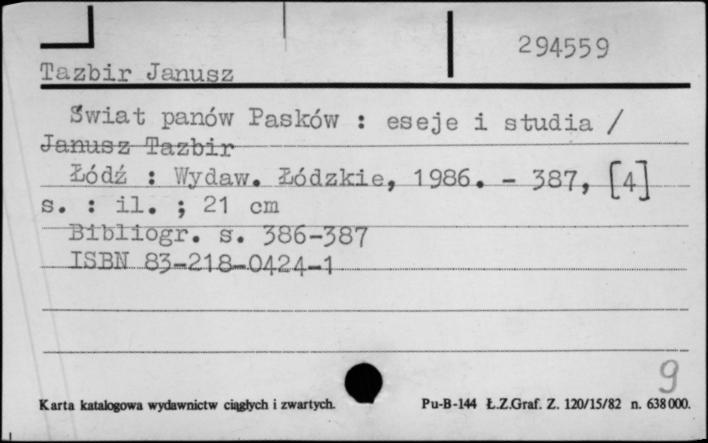 294559
Tazbir Janusz
Świat panów Pasków : eseje i studia /
Janusz Tazbir
Łódź : Wydaw. Łódzkie, 1986. - 387, [4]
s. : il. ; 21 cm
Bibliogr. s. 386-387
ISBN 83-218-0424-1
9
Karta katalogowa wydawnictw ciągłych i zwartych. Pu-B-144 Ł.Z.Graf. Z. 120/15/82 n. 638000.